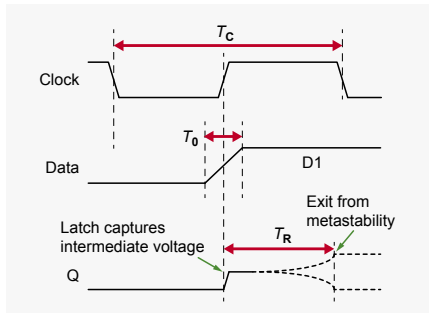 TC
Clock
T0
Data
D1
Exit from
metastability
Latch captures
intermediate voltage
TR
Q